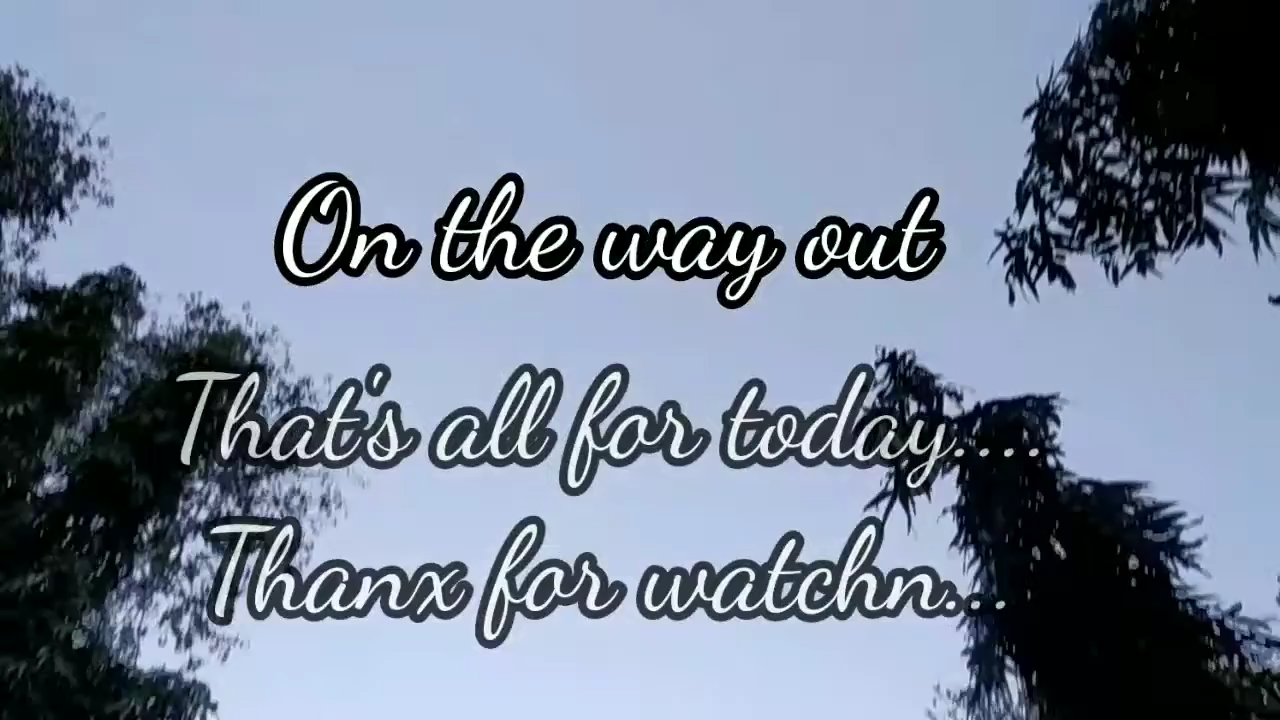 On the way out
That's all for today....
Thanx for watchn...